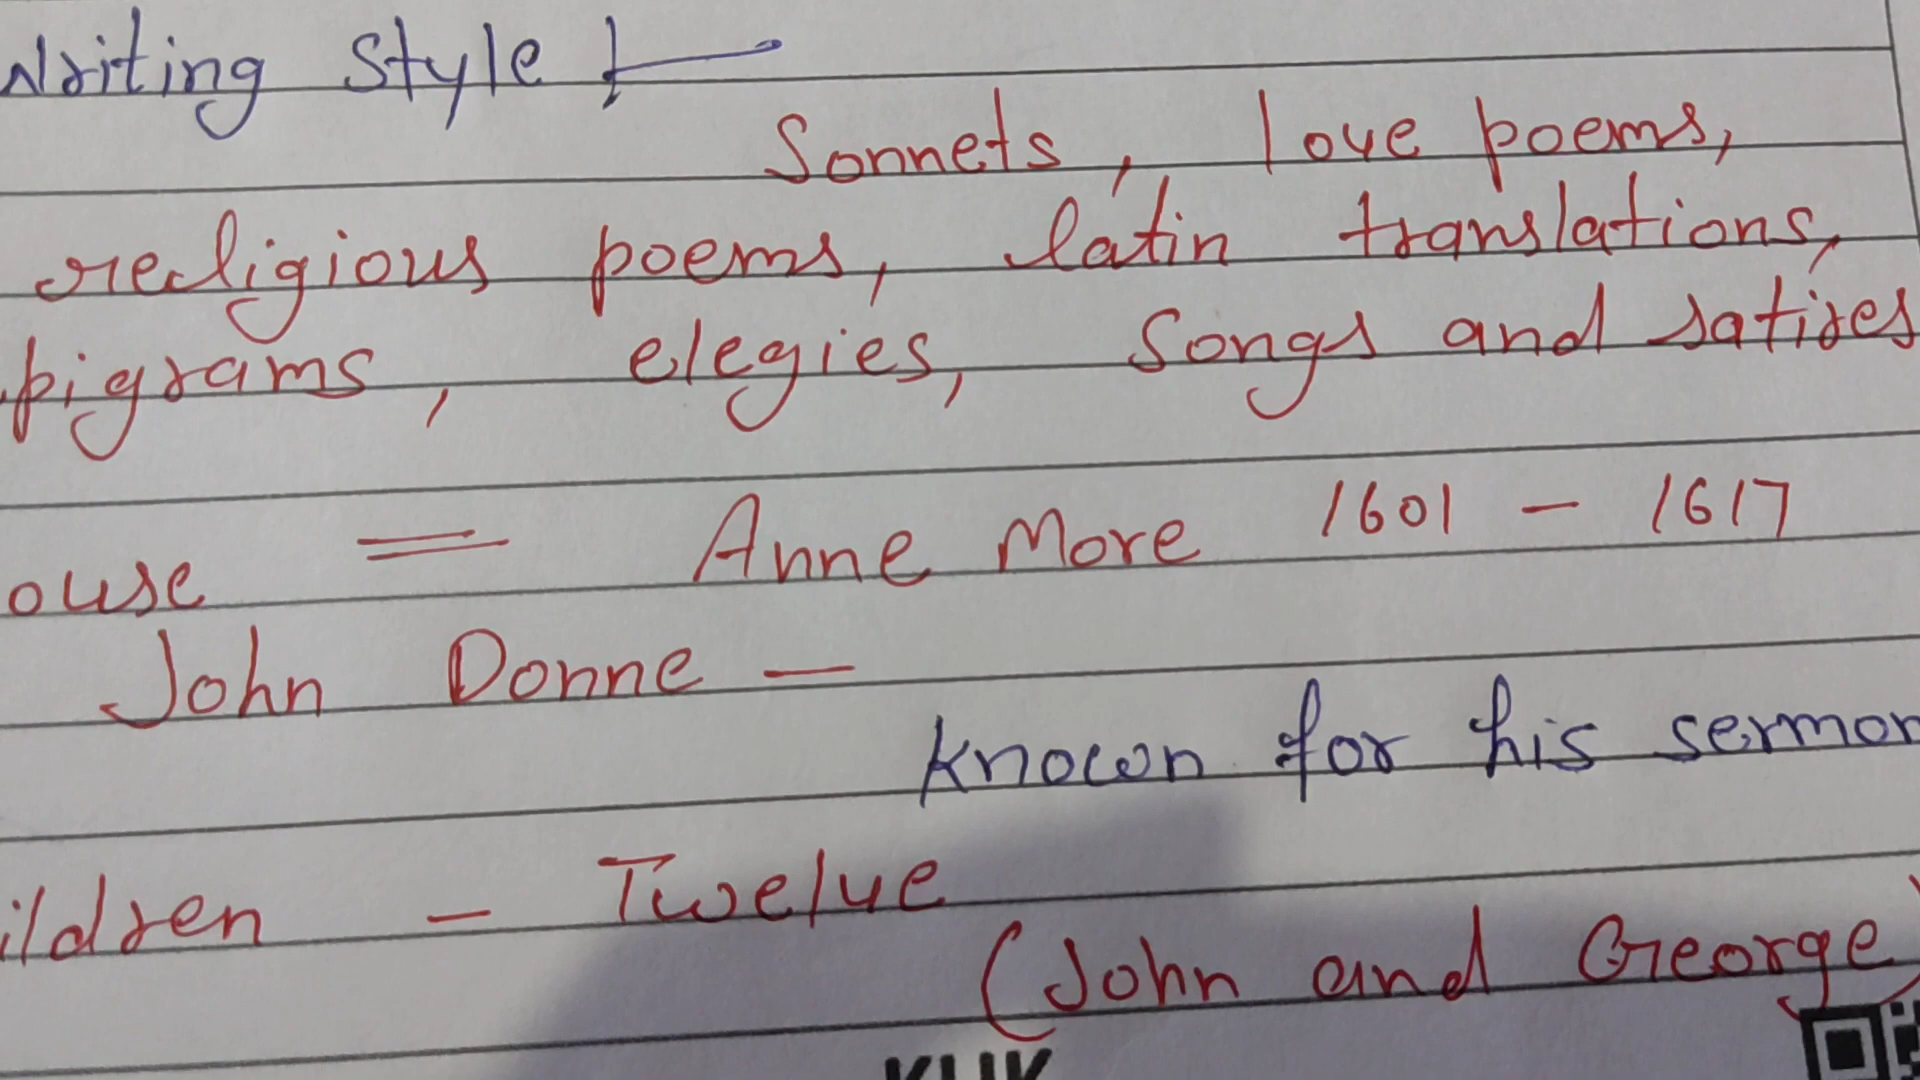 Writing Style :-
Sonnets, love poems,
religious poems, latin translations,
pigrams, elegies, Songs and satires
ouse = Anne More 1601 - 1617
John Donne -
known for his sermon
ildren - Twelve
(John and George)
KUK